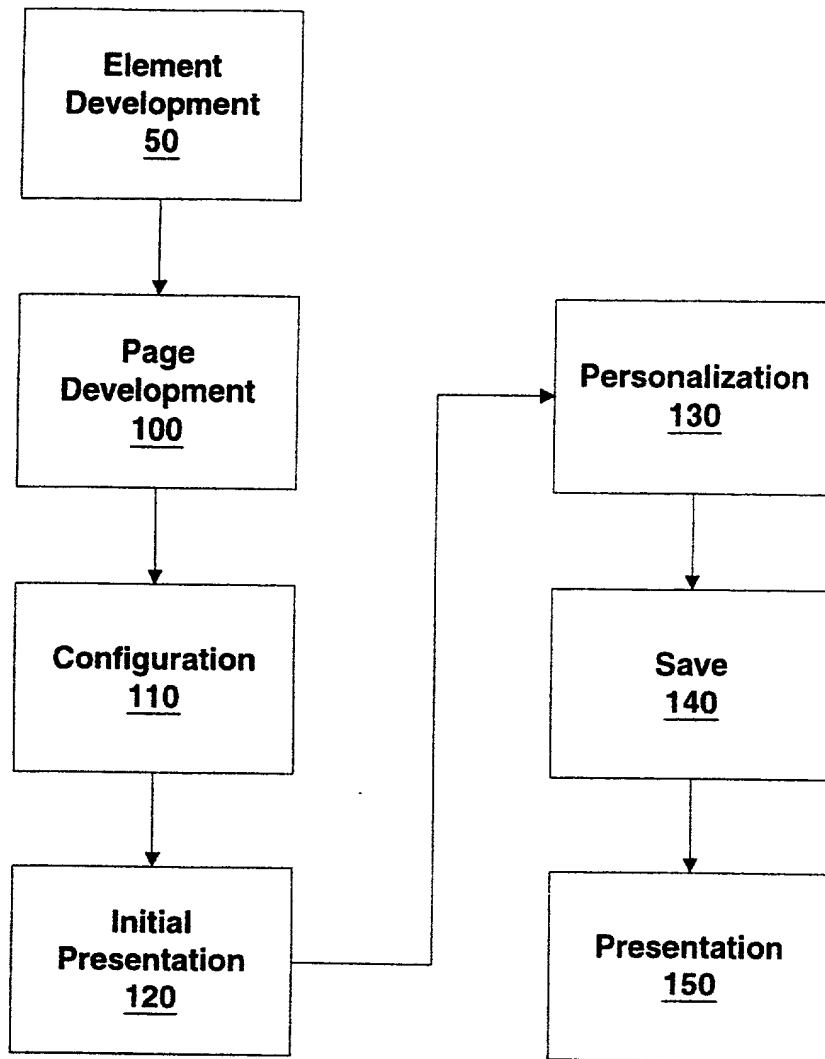 Element
Development
50
Page
Development
100
Configuration
110
Initial
Presentation
120
Personalization
130
Save
140
Presentation
150